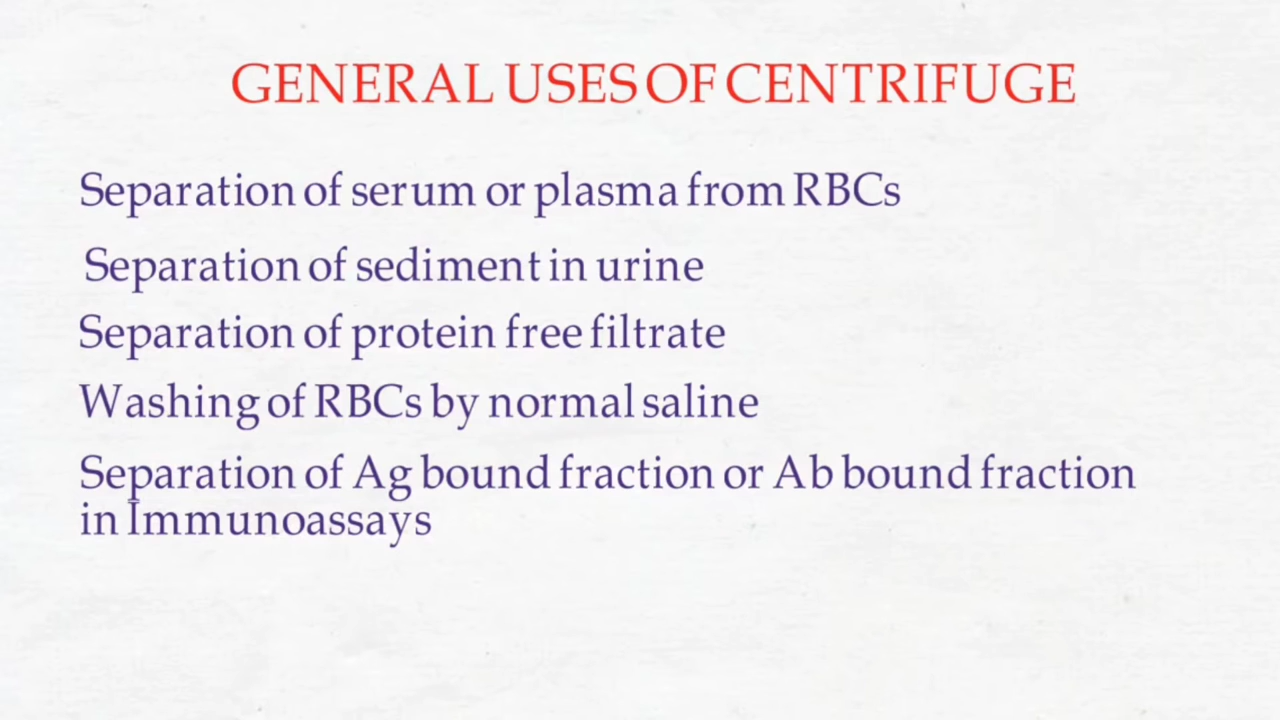 GENERAL USES OF CENTRIFUGE
Separation of serum or plasma from RBCs
Separation of sediment in urine
Separation of protein free filtrate
Washing of RBCs by normal saline
Separation of Ag bound fraction or Ab bound fraction
in Immunoassays